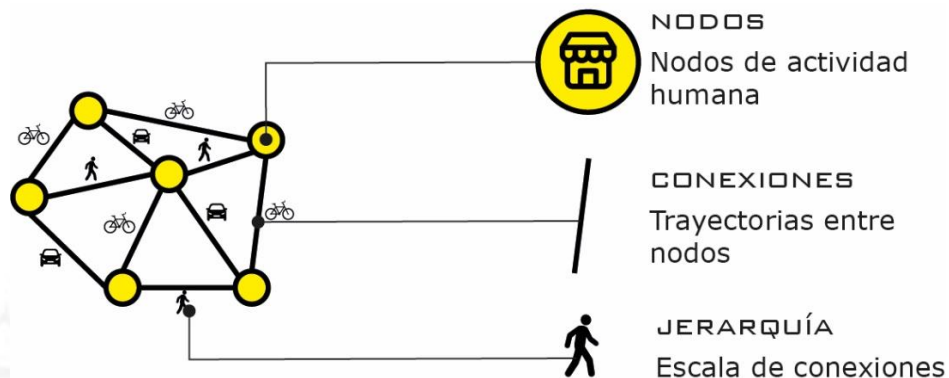 NODOS
Nodos de actividad
humana
CONEXIONES
Trayectorias entre
nodos
JERARQUÍA
Escala de conexiones